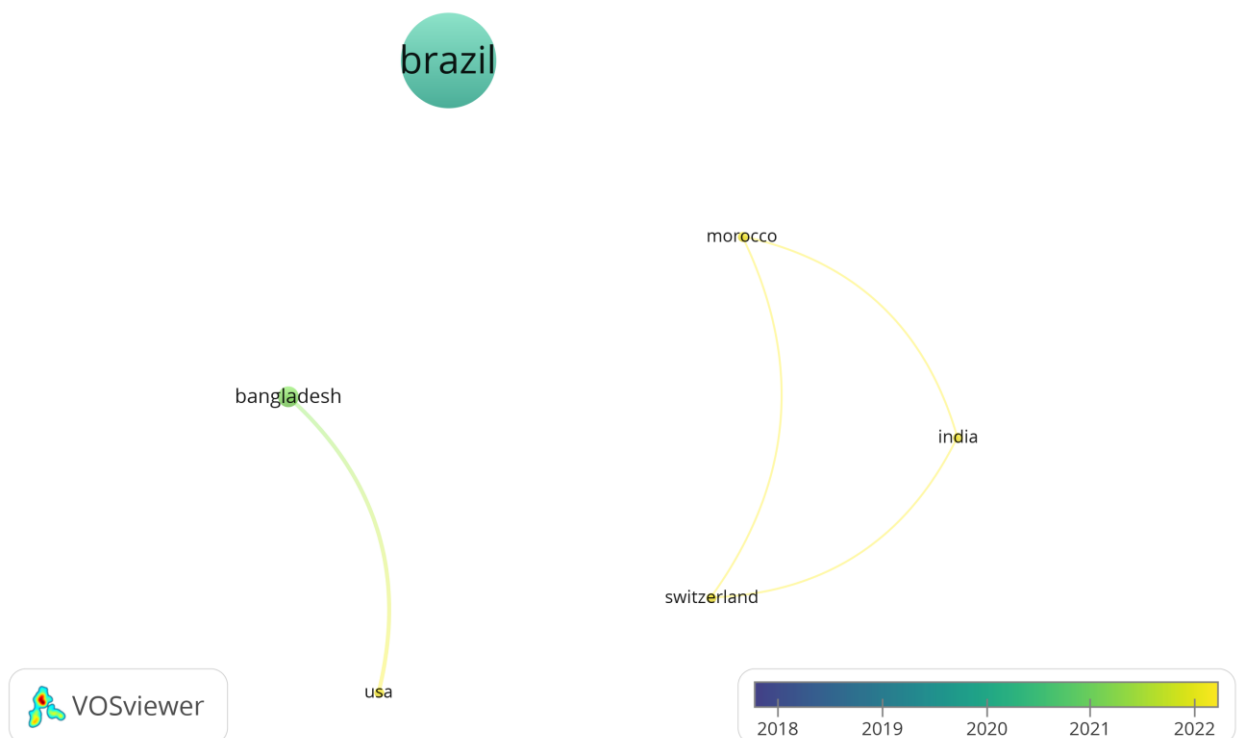 brazil
morocco
bangladesh
india
switzerland
usa
VOSviewer
2018 2019 2020 2021 2022